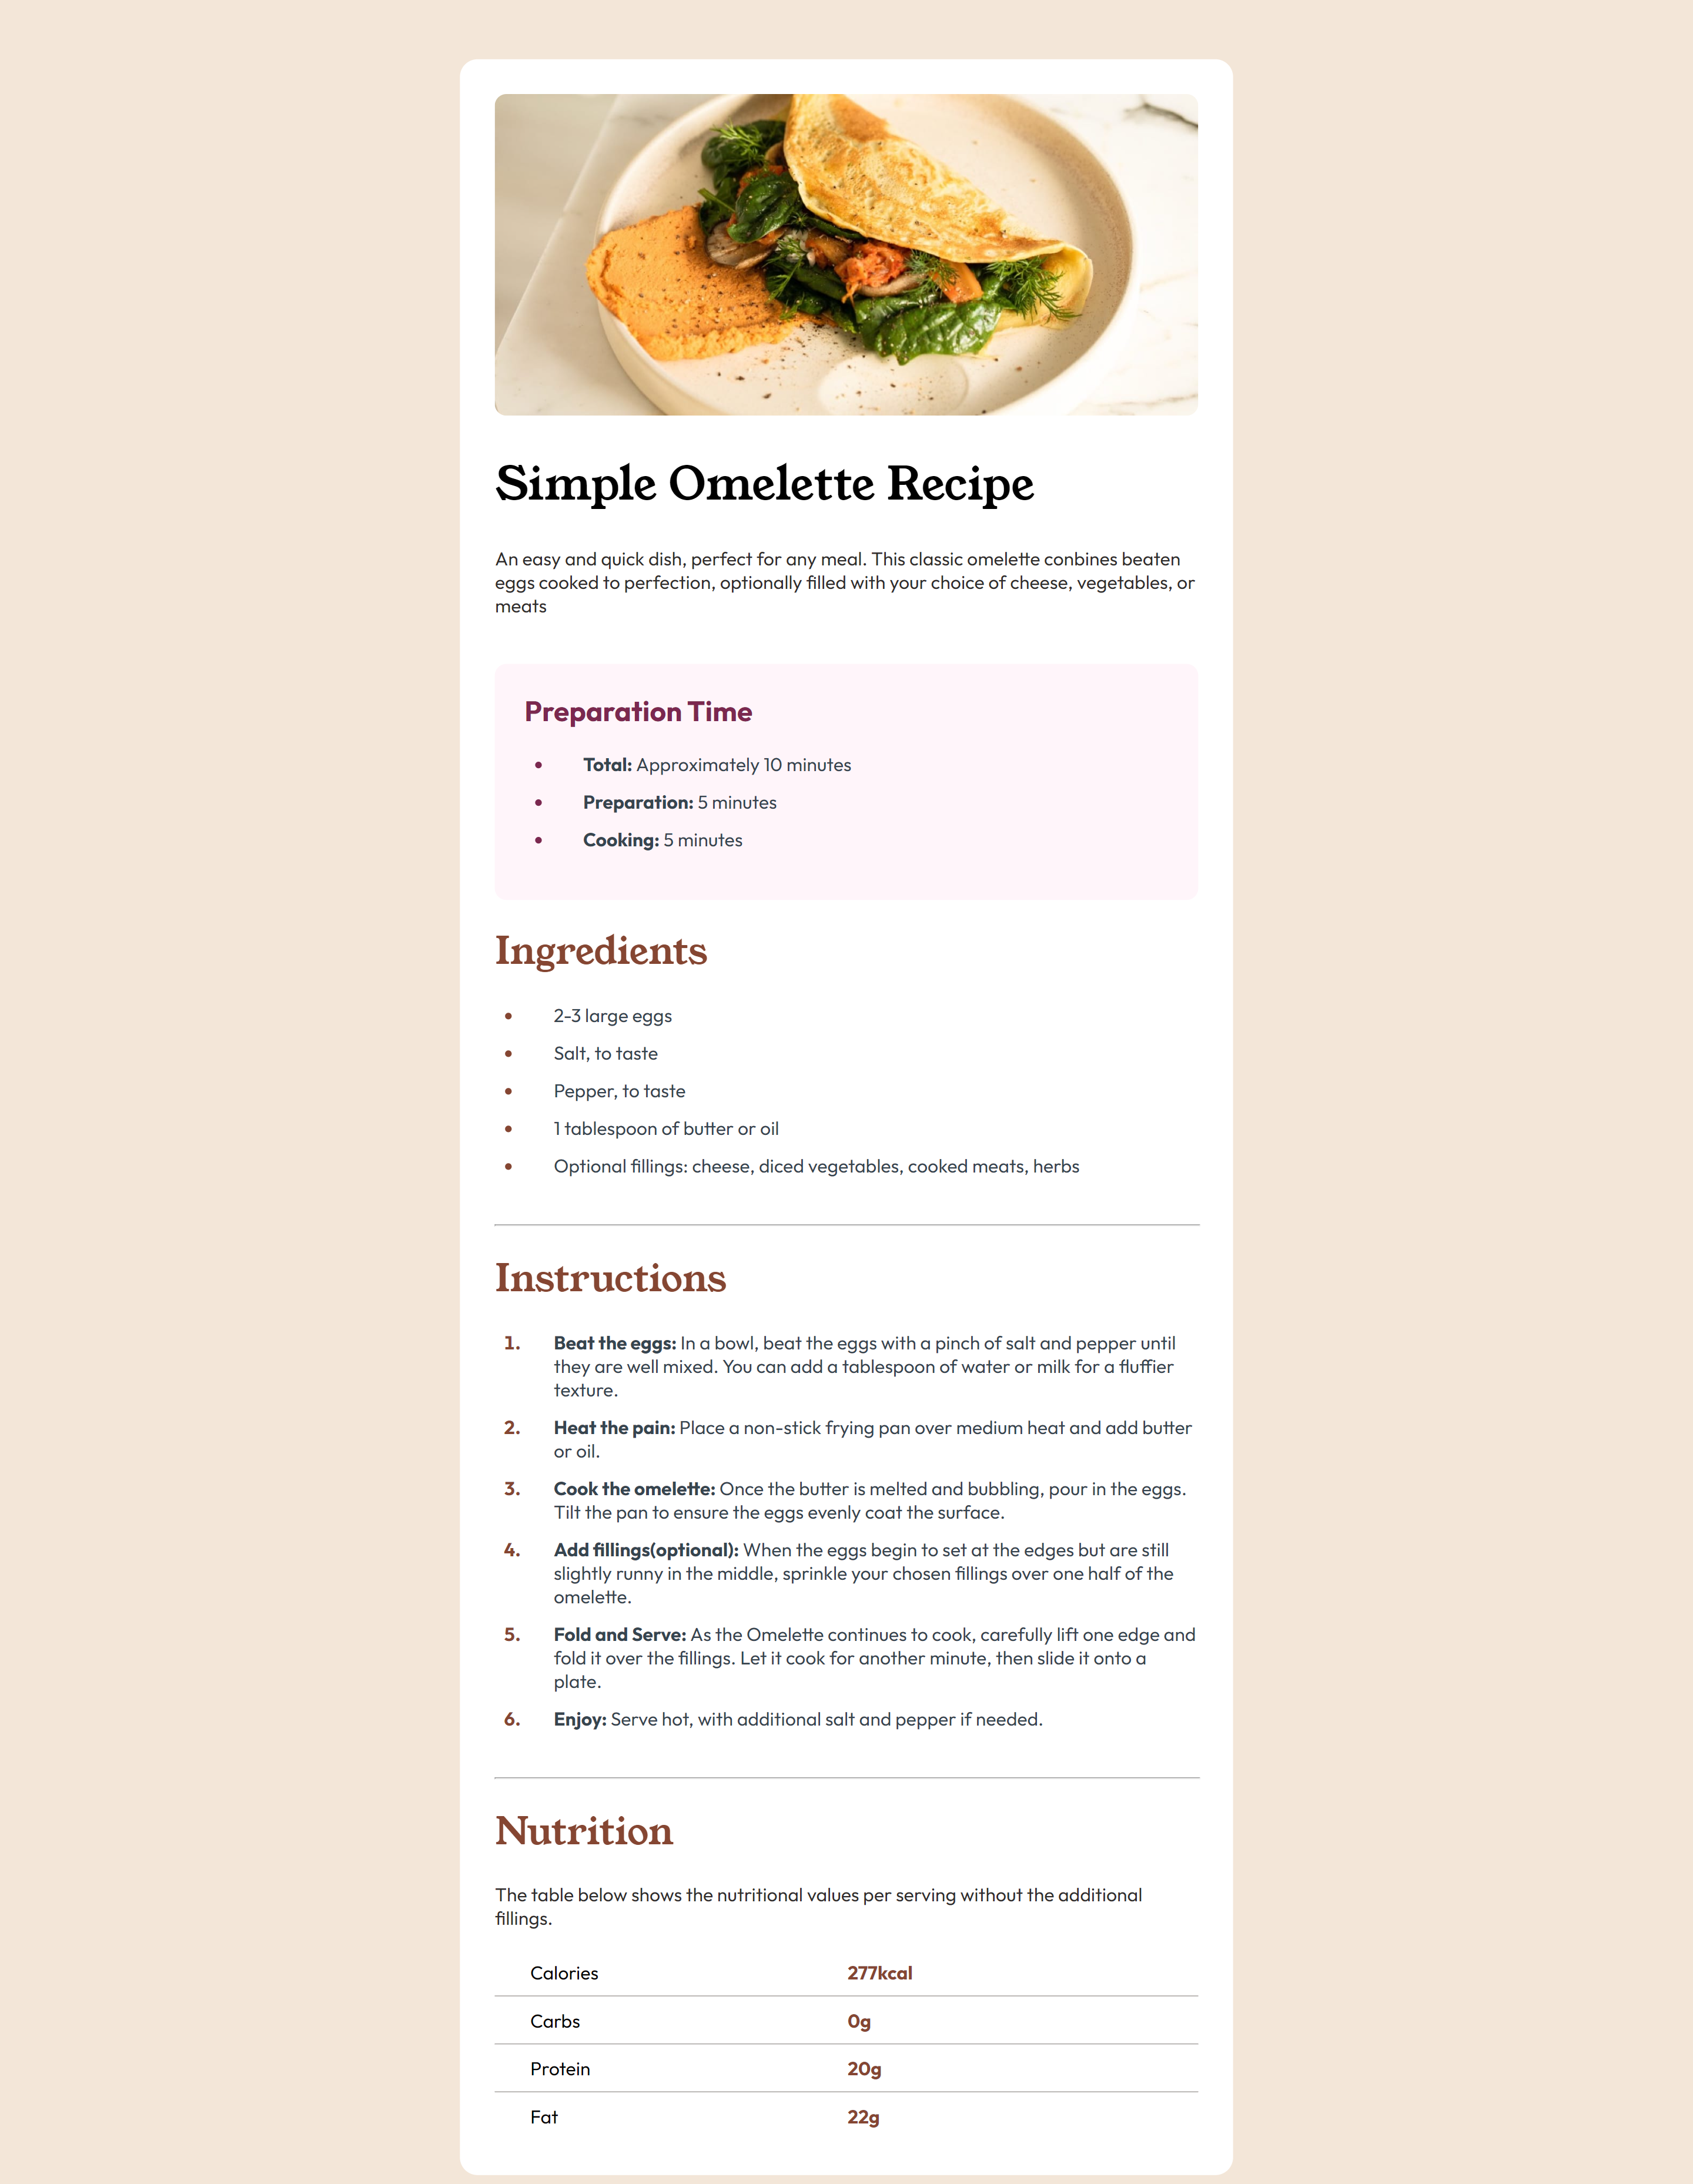 Simple Omelette Recipe
An easy and quick dish, perfect for any meal. This classic omelette conbines beaten
eggs cooked to perfection, optionally filled with your choice of cheese, vegetables, or
meats
Preparation Time
• Total: Approximately 10 minutes
• Preparation: 5 minutes
• Cooking: 5 minutes
Ingredients
• 2-3 large eggs
• Salt, to taste
• Pepper, to taste
• 1 tablespoon of butter or oil
• Optional fillings: cheese, diced vegetables, cooked meats, herbs
Instructions
1. Beat the eggs: In a bowl, beat the eggs with a pinch of salt and pepper until
they are well mixed. You can add a tablespoon of water or milk for a fluffier
texture.
2. Heat the pain: Place a non-stick frying pan over medium heat and add butter
or oil.
3. Cook the omelette: Once the butter is melted and bubbling, pour in the eggs.
Tilt the pan to ensure the eggs evenly coat the surface.
4. Add fillings(optional): When the eggs begin to set at the edges but are still
slightly runny in the middle, sprinkle your chosen fillings over one half of the
omelette.
5. Fold and Serve: As the Omelette continues to cook, carefully lift one edge and
fold it over the fillings. Let it cook for another minute, then slide it onto a
plate.
6. Enjoy: Serve hot, with additional salt and pepper if needed.
Nutrition
The table below shows the nutritional values per serving without the additional
fillings.
Calories 277kcal
Carbs 0g
Protein 20g
Fat 22g